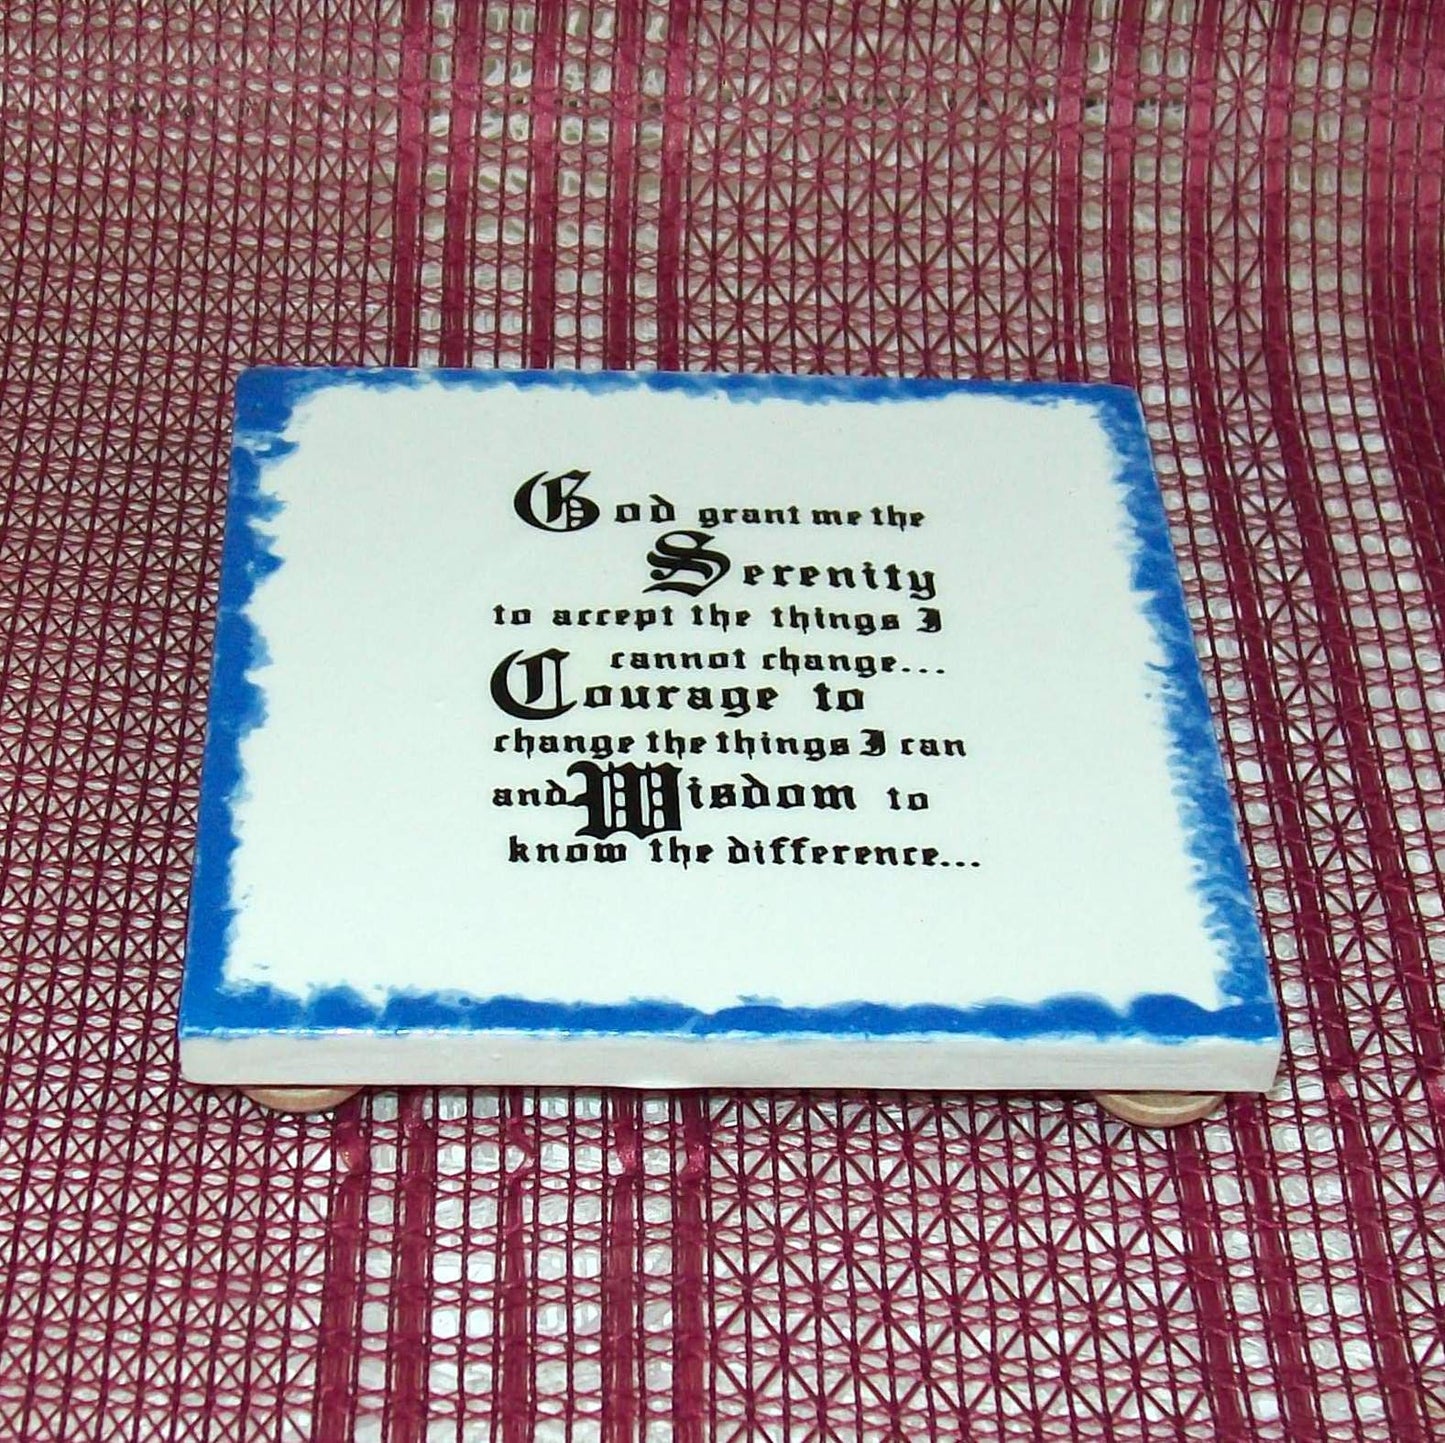 God grant me the
Serenity
to accept the things I
cannot change...
Courage to
change the things I can
and Wisdom to
know the difference...